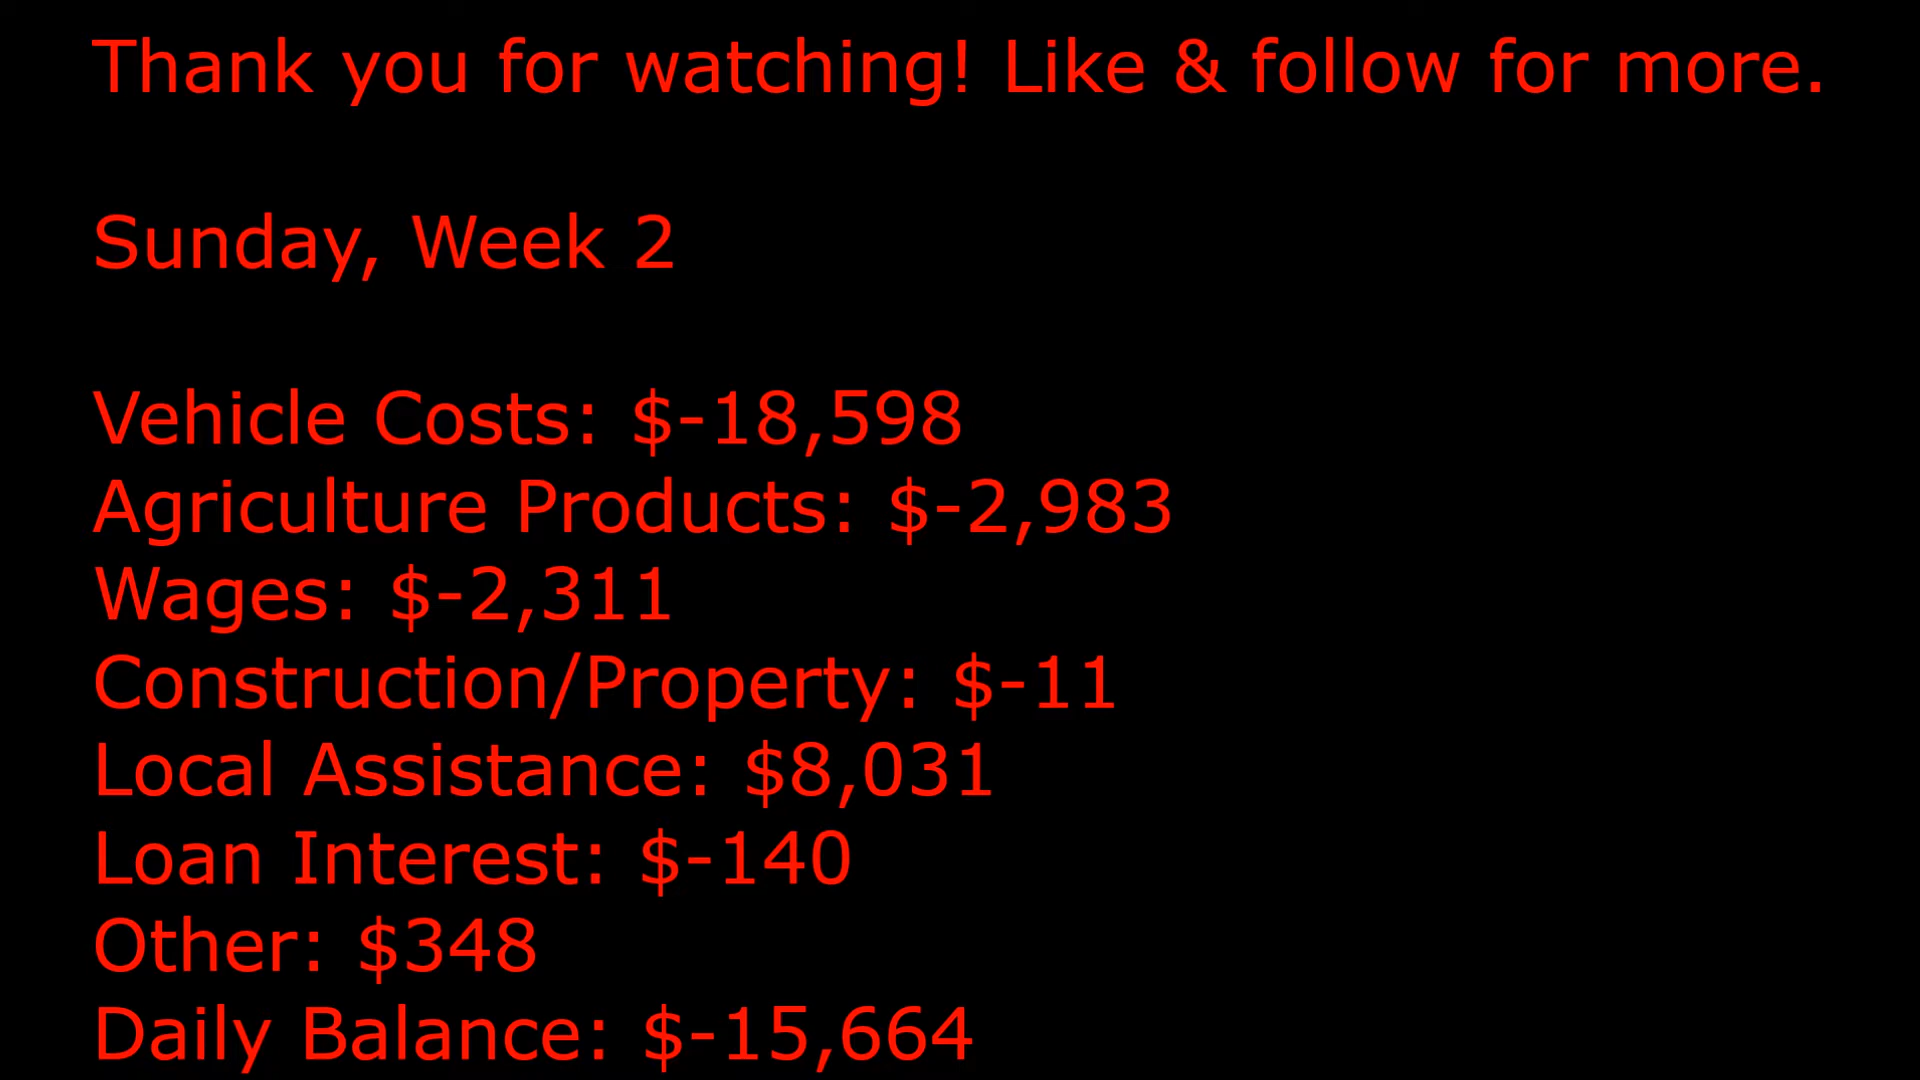 Thank you for watching! Like & follow for more.
Sunday, Week 2
Vehicle Costs: $-18,598
Agriculture Products: $-2,983
Wages: $-2,311
Construction/Property: $-11
Local Assistance: $8,031
Loan Interest: $-140
Other: $348
Daily Balance: $-15,664